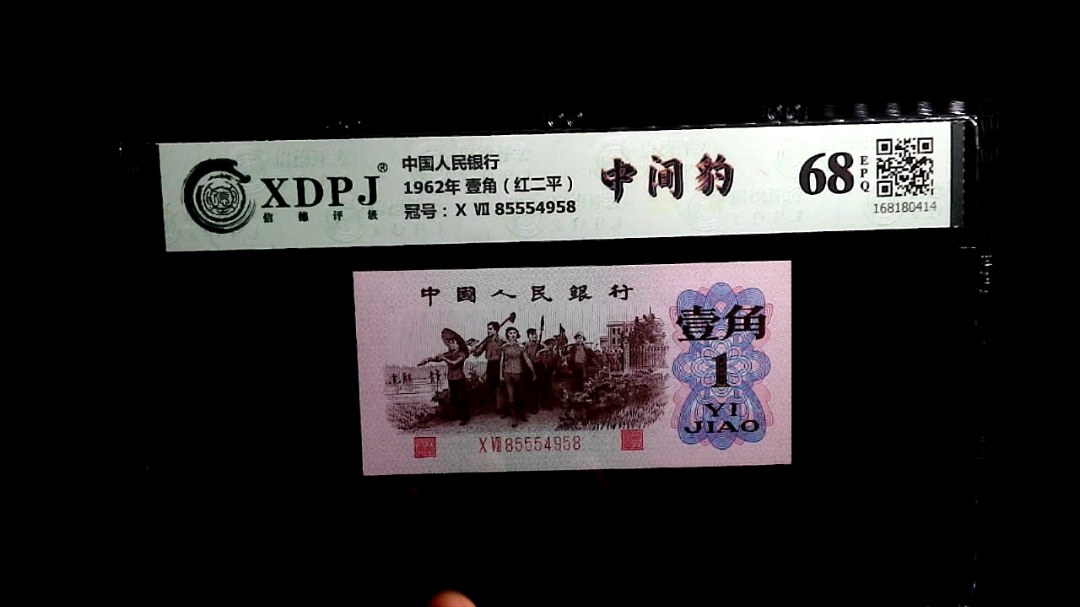 XDPJ®
信德评级
中国人民银行
1962年 壹角（红二平）
冠号：X Ⅶ 85554958
中间豹
68
EPQ
168180414
中國人民銀行
壹角
1
YI
JIAO
X Ⅶ 85554958